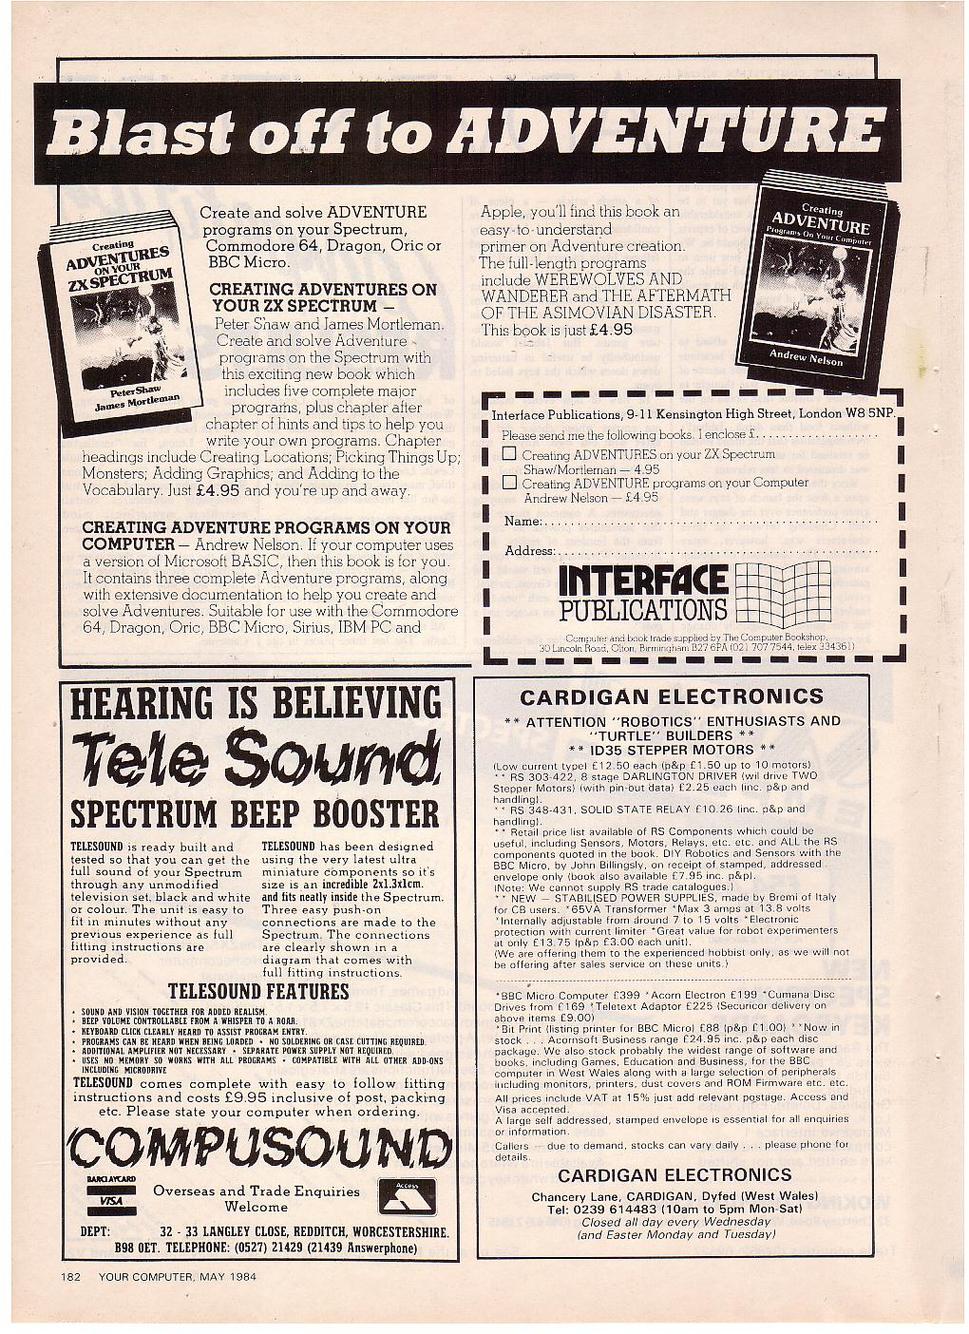 Blast off to ADVENTURE
Creating
ADVENTURES
ON YOUR
ZX SPECTRUM
Peter Shaw
James Mortleman
Create and solve ADVENTURE
programs on your Spectrum,
Commodore 64, Dragon, Oric or
BBC Micro.
CREATING ADVENTURES ON
YOUR ZX SPECTRUM —
Peter Shaw and James Mortleman.
Create and solve Adventure
programs on the Spectrum with
this exciting new book which
includes five complete major
programs, plus chapter after
chapter of hints and tips to help you
write your own programs. Chapter
headings include Creating Locations; Picking Things Up;
Monsters; Adding Graphics; and Adding to the
Vocabulary. Just £4.95 and you're up and away.
CREATING ADVENTURE PROGRAMS ON YOUR
COMPUTER — Andrew Nelson. If your computer uses
a version of Microsoft BASIC, then this book is for you.
It contains three complete Adventure programs, along
with extensive documentation to help you create and
solve Adventures. Suitable for use with the Commodore
64, Dragon, Oric, BBC Micro, Sirius, IBM PC and
Apple, you'll find this book an
easy-to-understand
primer on Adventure creation.
The full-length programs
include WEREWOLVES AND
WANDERER and THE AFTERMATH
OF THE ASIMOVIAN DISASTER.
This book is just £4.95
Creating
ADVENTURE
Programs On Your Computer
Andrew Nelson
Interface Publications, 9-11 Kensington High Street, London W8 5NP.
Please send me the following books. I enclose £....................
Creating ADVENTURES on your ZX Spectrum
Shaw/Mortleman — 4.95
Creating ADVENTURE programs on your Computer
Andrew Nelson — £4.95
Name:..........................................................
Address:.......................................................
INTERFACE
PUBLICATIONS
Computer and book trade supplied by The Computer Bookshop,
30 Lincoln Road, Olton, Birmingham B27 6PA (021 707 7544, telex 334361)
HEARING IS BELIEVING
Tele Sound
SPECTRUM BEEP BOOSTER
TELESOUND is ready built and
tested so that you can get the
full sound of your Spectrum
through any unmodified
television set, black and white
or colour. The unit is easy to
fit in minutes without any
previous experience as full
fitting instructions are
provided.
TELESOUND has been designed
using the very latest ultra
miniature components so it's
size is an incredible 2x1.3x1cm.
and fits neatly inside the Spectrum.
Three easy push-on
connections are made to the
Spectrum. The connections
are clearly shown in a
diagram that comes with
full fitting instructions.
TELESOUND FEATURES
• SOUND AND VISION TOGETHER FOR ADDED REALISM.
• BEEP VOLUME CONTROLLABLE FROM A WHISPER TO A ROAR.
• KEYBOARD CLICK CLEARLY HEARD TO ASSIST PROGRAM ENTRY.
• PROGRAMS CAN BE HEARD WHEN BEING LOADED • NO SOLDERING OR CASE CUTTING REQUIRED.
• ADDITIONAL AMPLIFIER NOT NECESSARY • SEPARATE POWER SUPPLY NOT REQUIRED.
• USES NO MEMORY SO WORKS WITH ALL PROGRAMS • COMPATIBLE WITH ALL OTHER ADD-ONS
INCLUDING MICRODRIVE
TELESOUND comes complete with easy to follow fitting
instructions and costs £9.95 inclusive of post, packing
etc. Please state your computer when ordering.
COMPUSOUND
BARCLAYCARD
VISA
Overseas and Trade Enquiries
Welcome
Access
DEPT: 32 - 33 LANGLEY CLOSE, REDDITCH, WORCESTERSHIRE.
B98 0ET. TELEPHONE: (0527) 21429 (21439 Answerphone)
CARDIGAN ELECTRONICS
** ATTENTION "ROBOTICS" ENTHUSIASTS AND
"TURTLE" BUILDERS **
** ID35 STEPPER MOTORS **
(Low current type) £12.50 each (p&p £1.50 up to 10 motors)
** RS 303-422, 8 stage DARLINGTON DRIVER (wil drive TWO
Stepper Motors) (with pin-out data) £2.25 each (inc. p&p and
handling).
** RS 348-431, SOLID STATE RELAY £10.26 (inc. p&p and
handling).
** Retail price list available of RS Components which could be
useful, including Sensors, Motors, Relays, etc. etc. and ALL the RS
components quoted in the book. DIY Robotics and Sensors with the
BBC Micro, by John Billingsly, on receipt of stamped, addressed
envelope only (book also available £7.95 inc. p&p).
(Note: We cannot supply RS trade catalogues.)
** NEW — STABILISED POWER SUPPLIES, made by Bremi of Italy
for CB users. *65VA Transformer *Max 3 amps at 13.8 volts
*Internally adjustable from around 7 to 15 volts *Electronic
protection with current limiter *Great value for robot experimenters
at only £13.75 (p&p £3.00 each unit).
(We are offering them to the experienced hobbist only, as we will not
be offering after sales service on these units.)
*BBC Micro Computer £399 *Acorn Electron £199 *Cumana Disc
Drives from £169 *Teletext Adaptor £225 (Securicor delivery on
above items £9.00)
*Bit Print (listing printer for BBC Micro) £88 (p&p £1.00) **Now in
stock . . . Acornsoft Business range £24.95 inc. p&p each disc
package. We also stock probably the widest range of software and
books, including Games, Education and Business, for the BBC
computer in West Wales along with a large selection of peripherals
including monitors, printers, dust covers and ROM Firmware etc. etc.
All prices include VAT at 15% just add relevant postage. Access and
Visa accepted.
A large self addressed, stamped envelope is essential for all enquiries
or information.
Callers — due to demand, stocks can vary daily . . . please phone for
details.
CARDIGAN ELECTRONICS
Chancery Lane, CARDIGAN, Dyfed (West Wales)
Tel: 0239 614483 (10am to 5pm Mon-Sat)
Closed all day every Wednesday
(and Easter Monday and Tuesday)
182 YOUR COMPUTER, MAY 1984